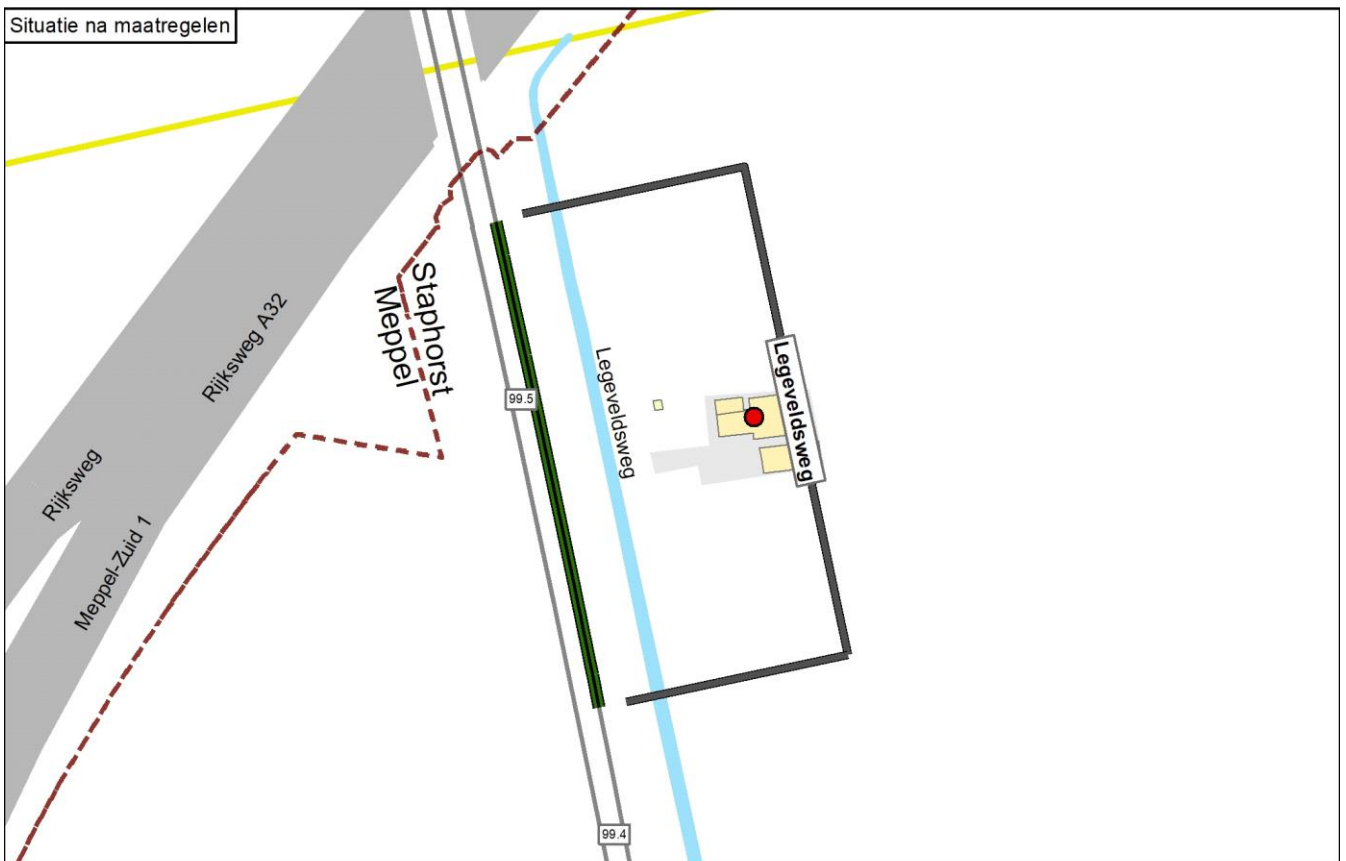 Situatie na maatregelen
Rijksweg A32
Staphorst
Meppel
99.5
Legeveldsweg
Legeveldsweg
Rijksweg
Meppel-Zuid 1
99.4